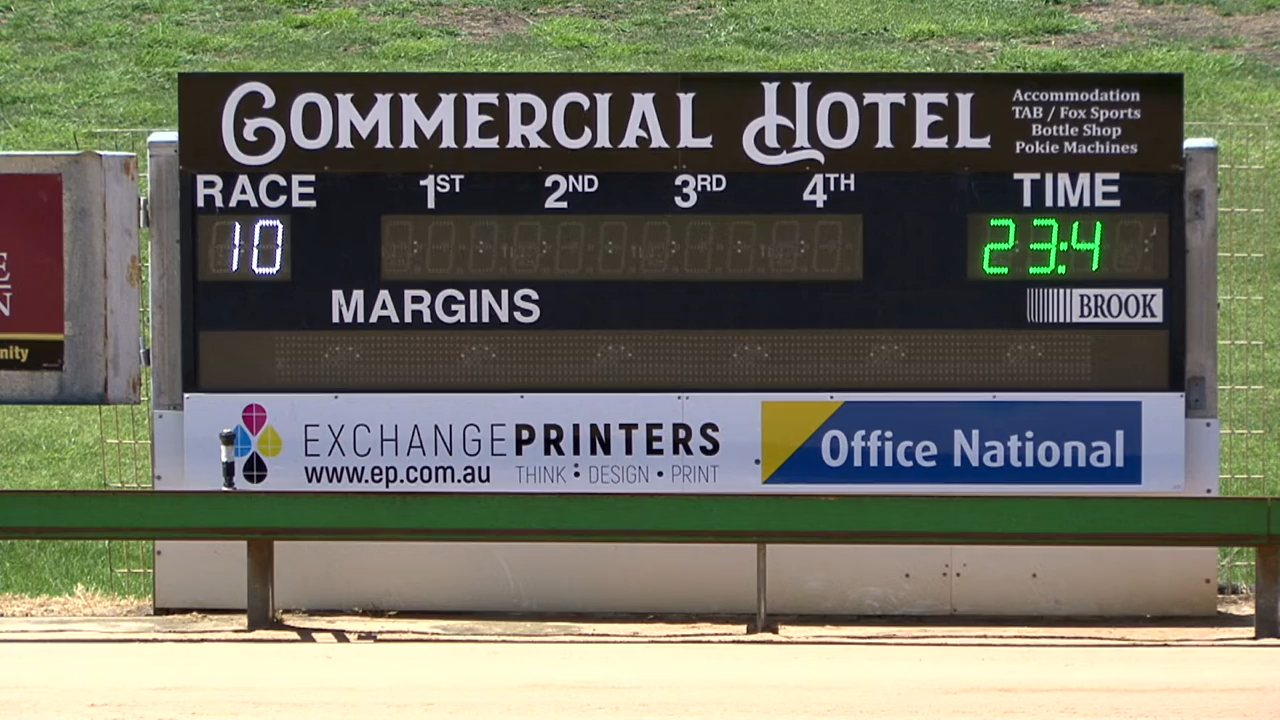 COMMERCIAL HOTEL
Accommodation
TAB / Fox Sports
Bottle Shop
Pokie Machines
RACE 1ST 2ND 3RD 4TH TIME
10 23:4
MARGINS
BROOK
E
N
nity
EXCHANGEPRINTERS
www.ep.com.au THINK • DESIGN • PRINT
Office National